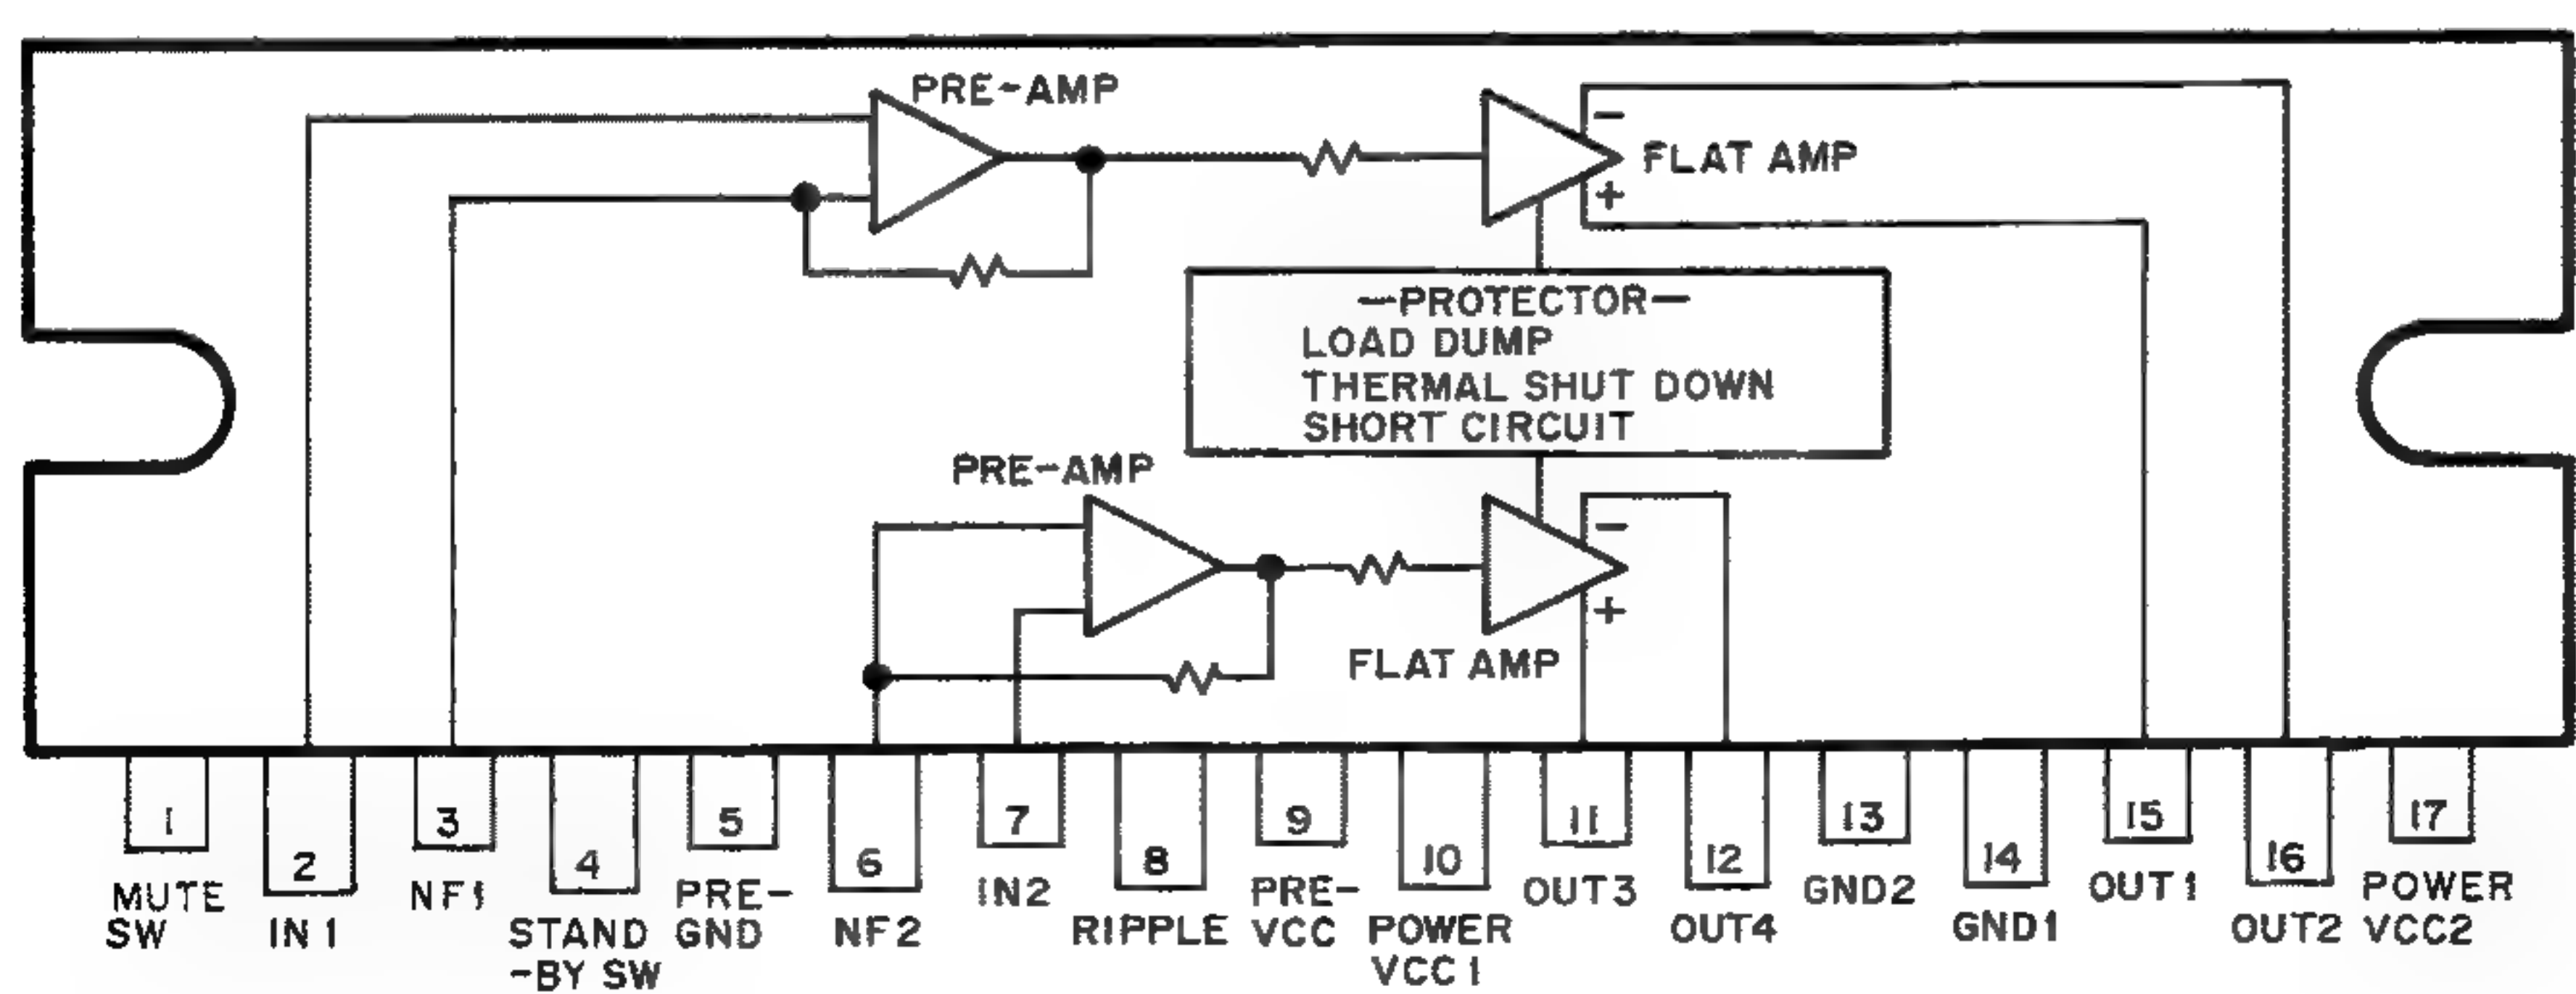 PRE-AMP
−
FLAT AMP
+
—PROTECTOR—
LOAD DUMP
THERMAL SHUT DOWN
SHORT CIRCUIT
PRE-AMP
−
+
FLAT AMP
1
MUTE
SW
2
IN 1
3
NF1
4
STAND
-BY SW
5
PRE-
GND
6
NF2
7
IN2
8
RIPPLE
9
PRE-
VCC
10
POWER
VCC1
11
OUT3
12
OUT4
13
GND2
14
GND1
15
OUT1
16
OUT2
17
POWER
VCC2